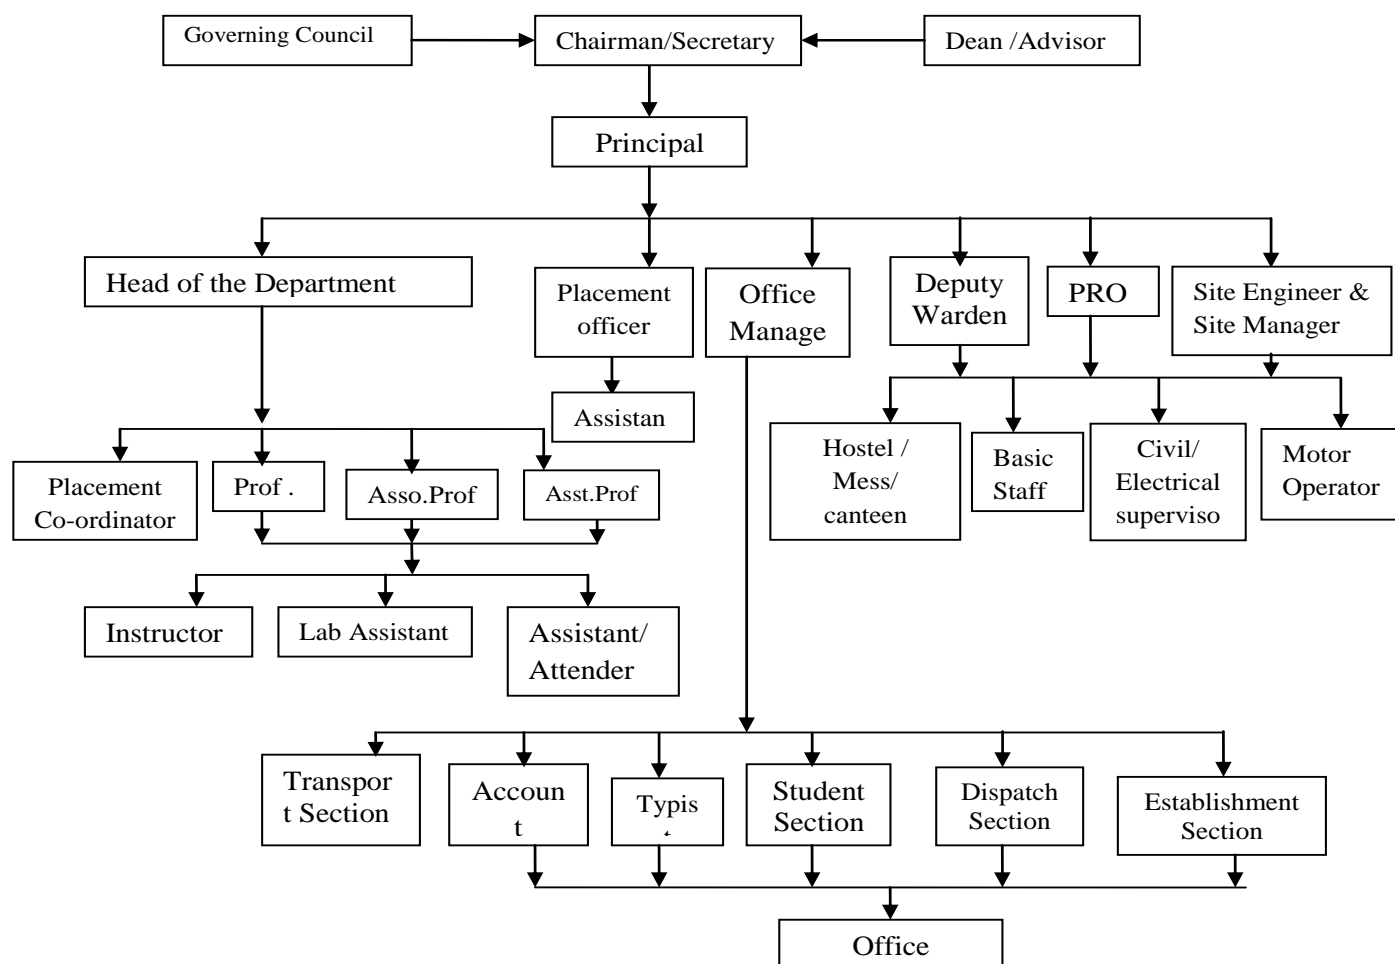 Governing Council
Chairman/Secretary
Dean /Advisor
Principal
Head of the Department
Placement
officer
Office
Manage
Deputy
Warden
PRO
Site Engineer &
Site Manager
Assistan
Hostel /
Mess/
canteen
Basic
Staff
Civil/
Electrical
superviso
Motor
Operator
Placement
Co-ordinator
Prof .
Asso.Prof
Asst.Prof
Instructor
Lab Assistant
Assistant/
Attender
Transpor
t Section
Accoun
t
Typis
t
Student
Section
Dispatch
Section
Establishment
Section
Office